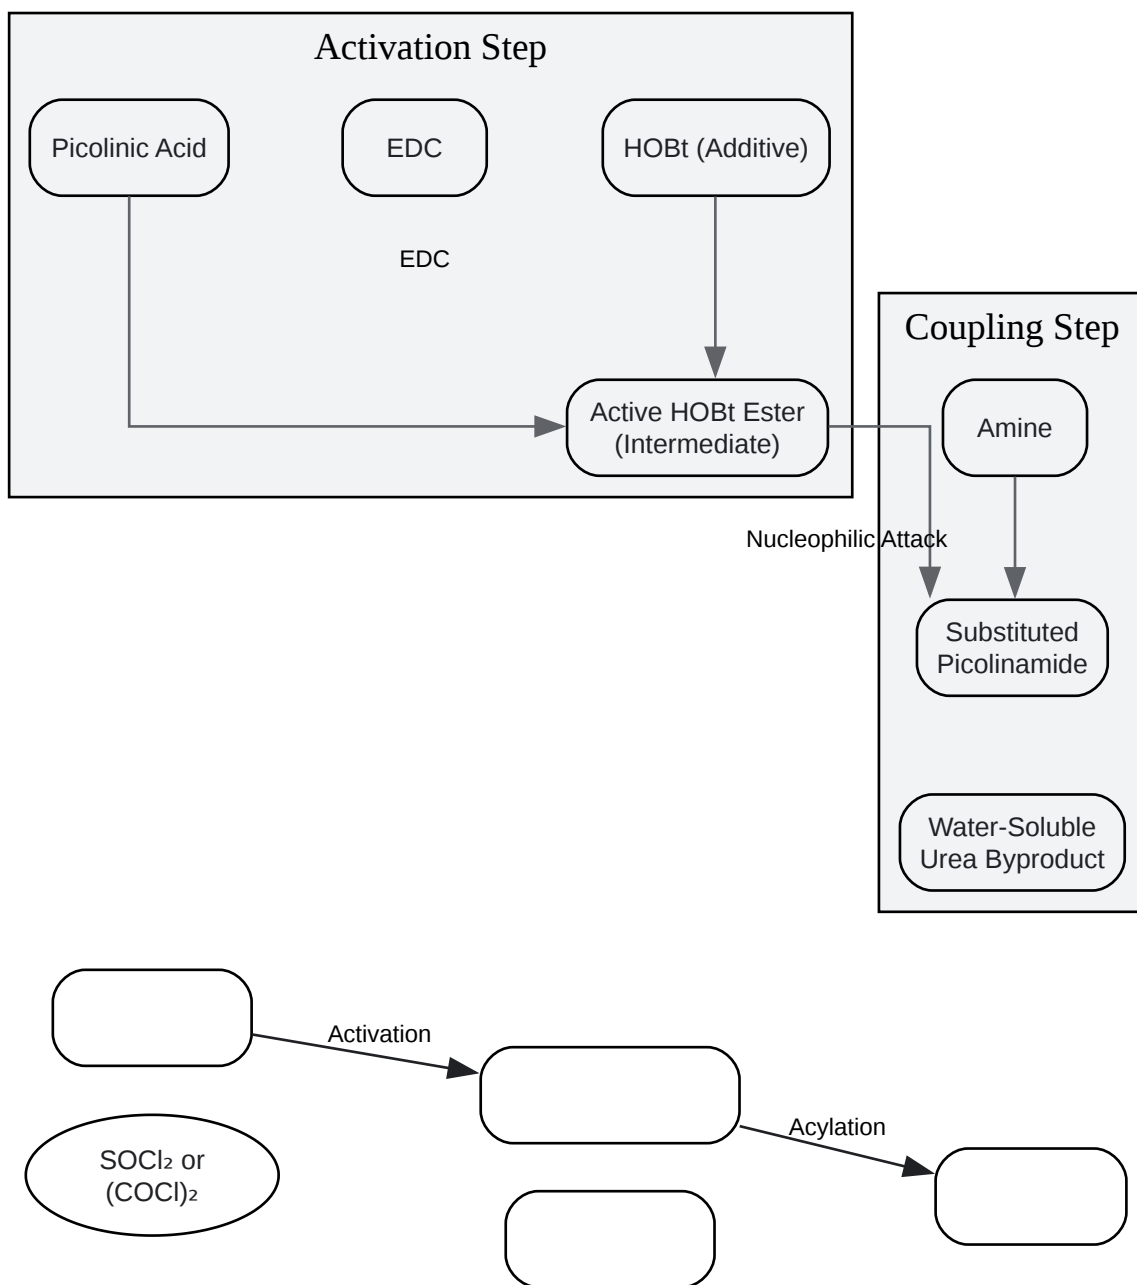 Activation Step
Picolinic Acid
EDC
HOBt (Additive)
EDC
Active HOBt Ester
(Intermediate)
Coupling Step
Amine
Nucleophilic Attack
Substituted
Picolinamide
Water-Soluble
Urea Byproduct
Activation
Acylation
SOCl₂ or
(COCl)₂